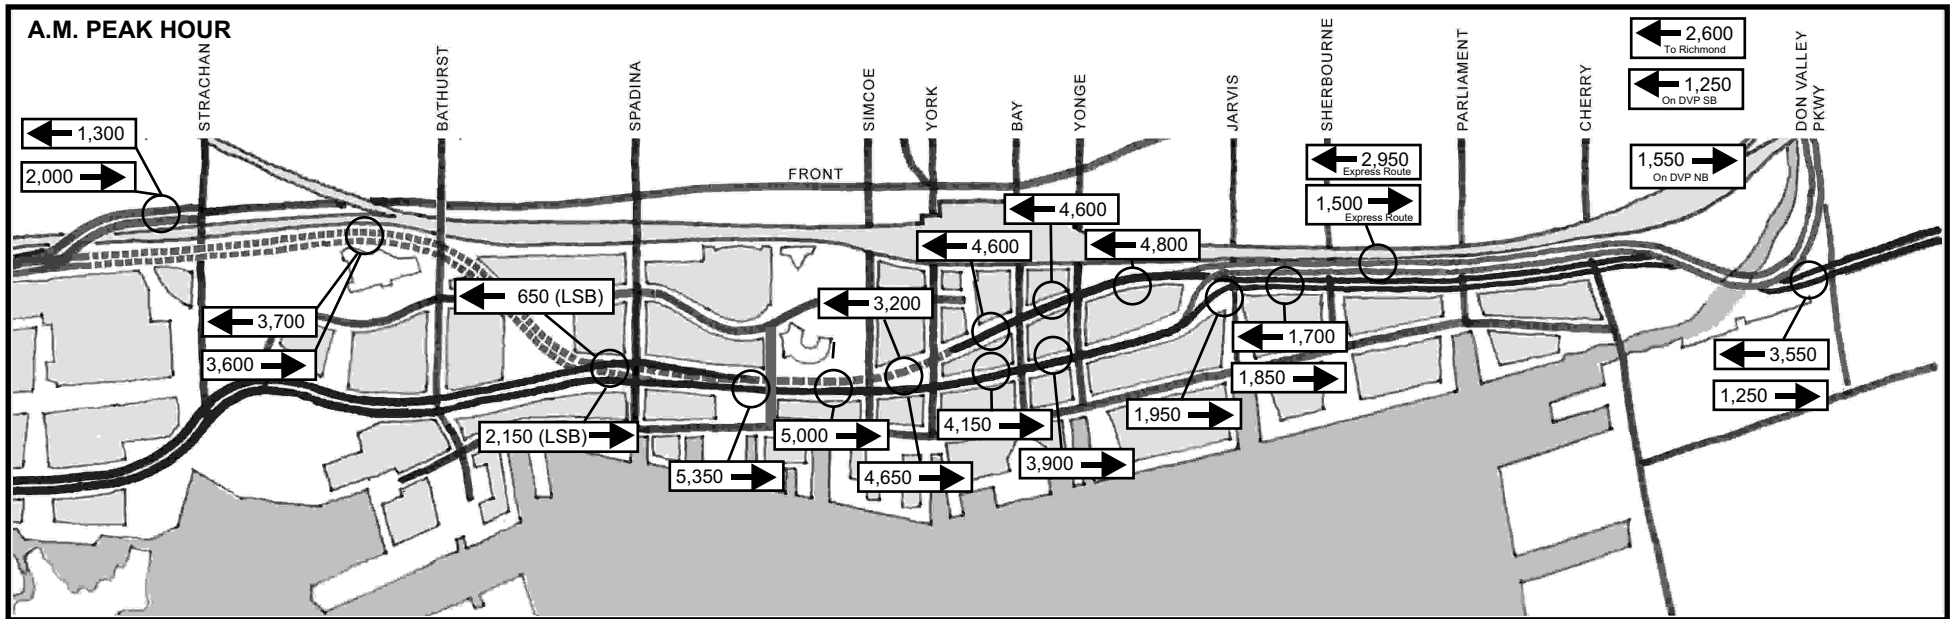 A.M. PEAK HOUR
STRACHAN
BATHURST
SPADINA
SIMCOE
YORK
BAY
YONGE
JARVIS
SHERBOURNE
PARLIAMENT
CHERRY
DON VALLEY
PKWY
2,600
To Richmond
1,250
On DVP SB
1,550
On DVP NB
1,300
2,000
FRONT
2,950
Express Route
1,500
Express Route
4,600
4,600
4,800
650 (LSB)
3,200
3,700
3,600
1,700
1,850
3,550
1,250
1,950
2,150 (LSB)
5,000
4,150
5,350
4,650
3,900